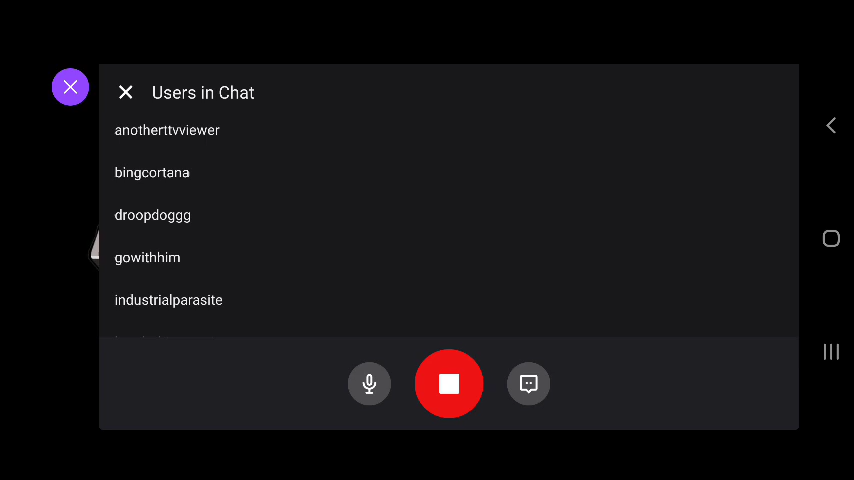 Users in Chat
anotherttvviewer
bingcortana
droopdoggg
gowithhim
industrialparasite